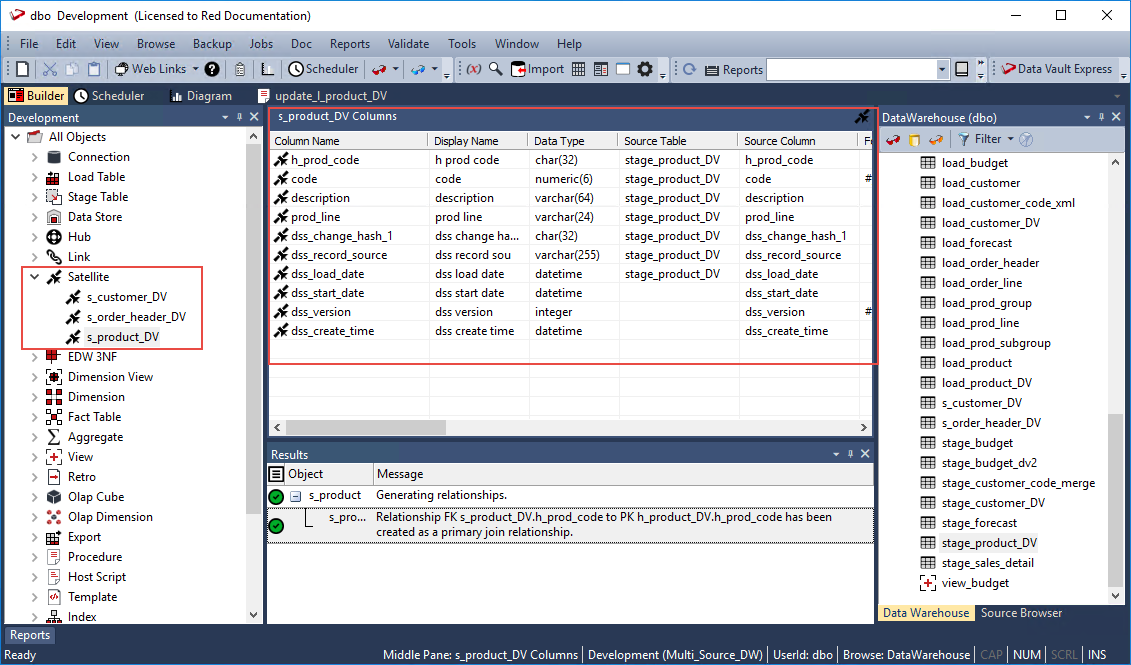 dbo Development (Licensed to Red Documentation)
File Edit View Browse Backup Jobs Doc Reports Validate Tools Window Help
Web Links Scheduler (x) Import Reports Data Vault Express
Builder Scheduler Diagram update_l_product_DV
Development
All Objects
Connection
Load Table
Stage Table
Data Store
Hub
Link
Satellite
s_customer_DV
s_order_header_DV
s_product_DV
EDW 3NF
Dimension View
Dimension
Fact Table
Aggregate
View
Retro
Olap Cube
Olap Dimension
Export
Procedure
Host Script
Template
Index
s_product_DV Columns
Column Name Display Name Data Type Source Table Source Column
h_prod_code h prod code char(32) stage_product_DV h_prod_code
code code numeric(6) stage_product_DV code #
description description varchar(64) stage_product_DV description
prod_line prod line varchar(24) stage_product_DV prod_line
dss_change_hash_1 dss change ha... char(32) stage_product_DV dss_change_hash_1
dss_record_source dss record sou varchar(255) stage_product_DV dss_record_source
dss_load_date dss load date datetime stage_product_DV dss_load_date
dss_start_date dss start date datetime dss_start_date
dss_version dss version integer dss_version #
dss_create_time dss create time datetime dss_create_time
Results
Object Message
s_product Generating relationships.
s_pro... Relationship FK s_product_DV.h_prod_code to PK h_product_DV.h_prod_code has been
created as a primary join relationship.
DataWarehouse (dbo)
Filter
load_budget
load_customer
load_customer_code_xml
load_customer_DV
load_forecast
load_order_header
load_order_line
load_prod_group
load_prod_line
load_prod_subgroup
load_product
load_product_DV
s_customer_DV
s_order_header_DV
stage_budget
stage_budget_dv2
stage_customer_code_merge
stage_customer_DV
stage_forecast
stage_product_DV
stage_sales_detail
view_budget
Data Warehouse Source Browser
Reports
Ready Middle Pane: s_product_DV Columns Development (Multi_Source_DW) UserId: dbo Browse: DataWarehouse CAP NUM SCRL INS